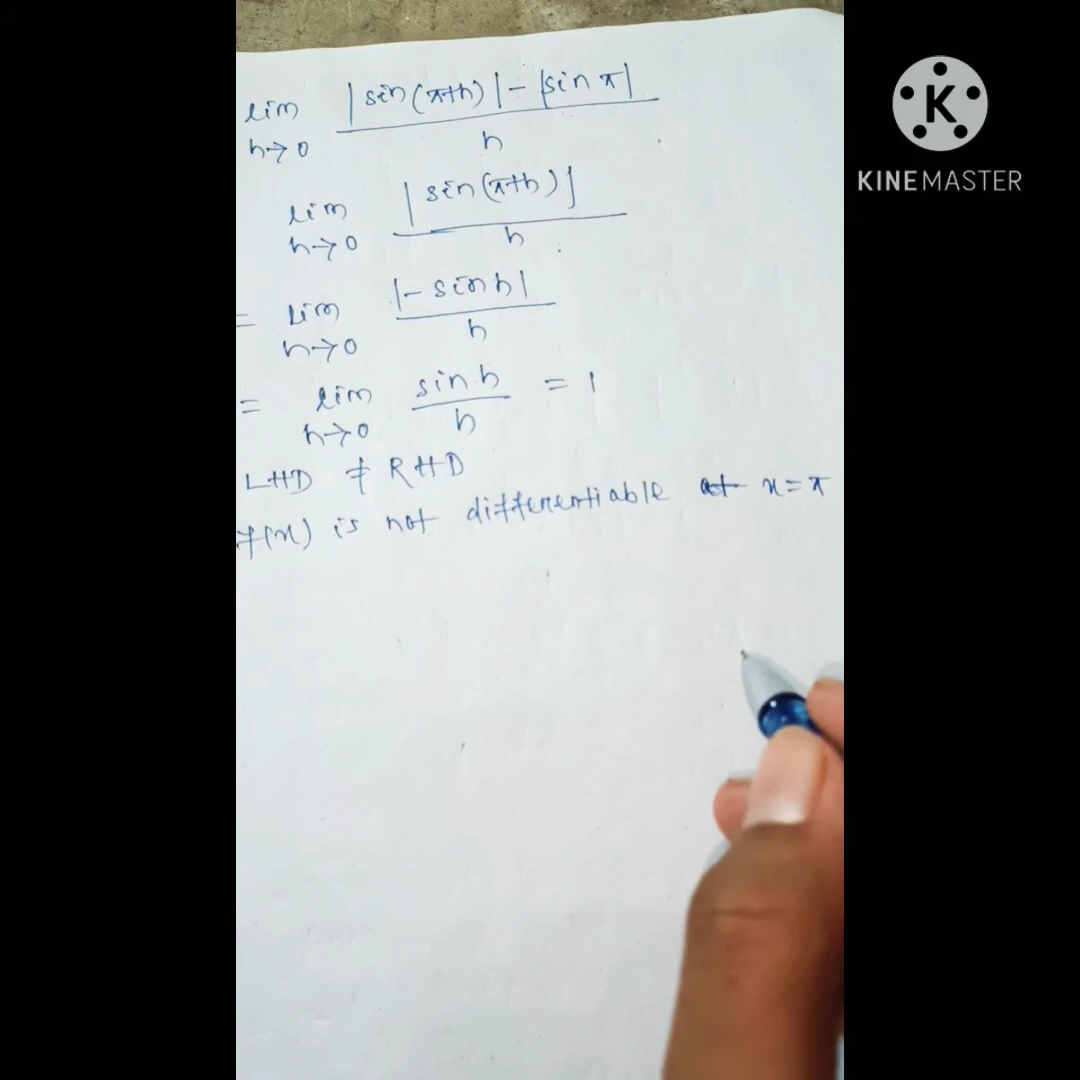 lim |sin(π+h)| - |sin π|
h→0 h
lim |sin(π+h)|
h→0 h
= lim |- sin h|
h→0 h
= lim sin h = 1
h→0 h
LHD ≠ RHD
f(x) is not differentiable at x = π
K
KINEMASTER